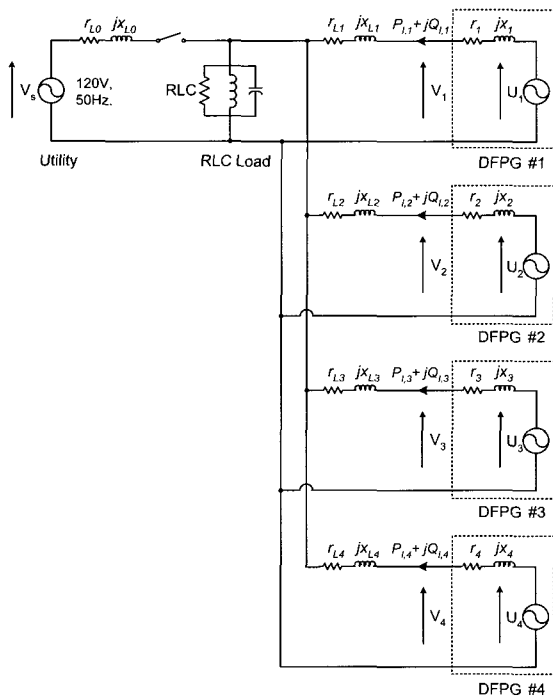 r_L0 jx_L0
r_L1 jx_L1 P_l,1+ jQ_l,1 r_1 jx_1
V_s
120V,
50Hz.
RLC
V_1
U_1
Utility
RLC Load
DFPG #1
r_L2 jx_L2 P_l,2+ jQ_l,2 r_2 jx_2
V_2
U_2
DFPG #2
r_L3 jx_L3 P_l,3+ jQ_l,3 r_3 jx_3
V_3
U_3
DFPG #3
r_L4 jx_L4 P_l,4+ jQ_l,4 r_4 jx_4
V_4
U_4
DFPG #4